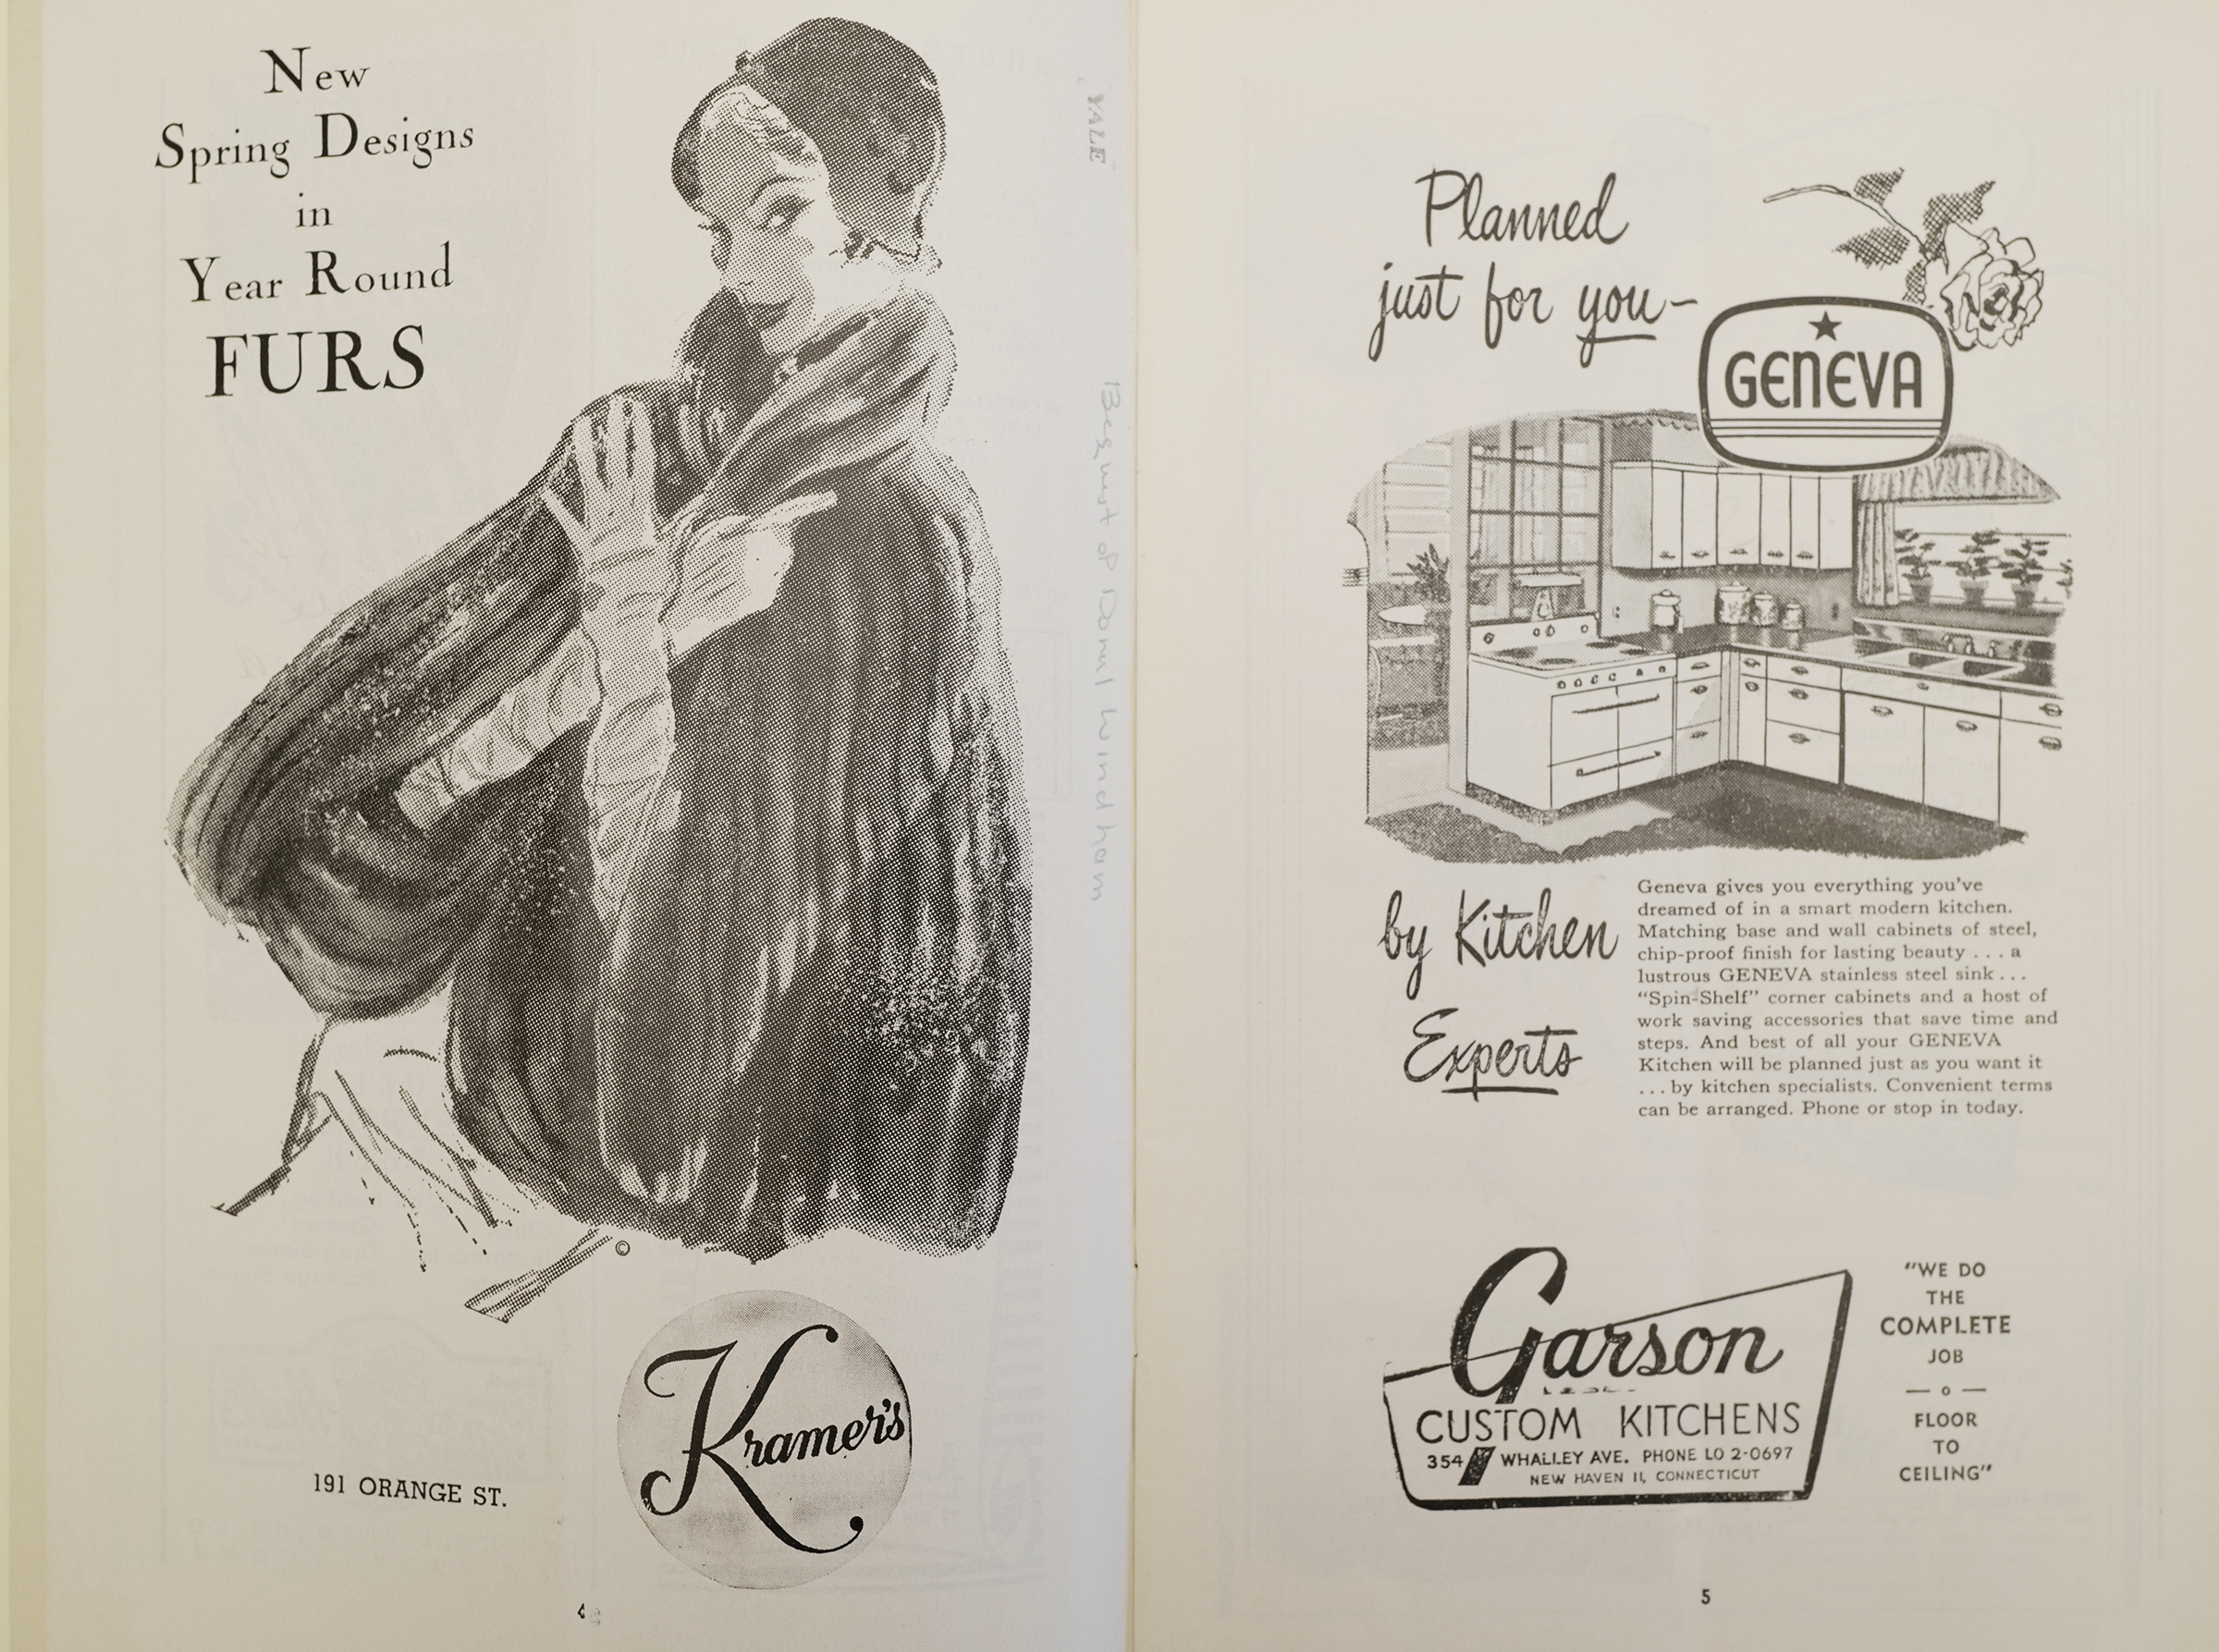 New
Spring Designs
in
Year Round
FURS
©
191 ORANGE ST.
Kramer's
4
YALE
Bequest of Donal Windham
Planned
just for you-
GENEVA
by Kitchen
Experts
Geneva gives you everything you've
dreamed of in a smart modern kitchen.
Matching base and wall cabinets of steel,
chip-proof finish for lasting beauty . . . a
lustrous GENEVA stainless steel sink . . .
"Spin-Shelf" corner cabinets and a host of
work saving accessories that save time and
steps. And best of all your GENEVA
Kitchen will be planned just as you want it
. . . by kitchen specialists. Convenient terms
can be arranged. Phone or stop in today.
Garson
CUSTOM KITCHENS
354 WHALLEY AVE. PHONE LO 2-0697
NEW HAVEN 11, CONNECTICUT
"WE DO
THE
COMPLETE
JOB
— o —
FLOOR
TO
CEILING"
5